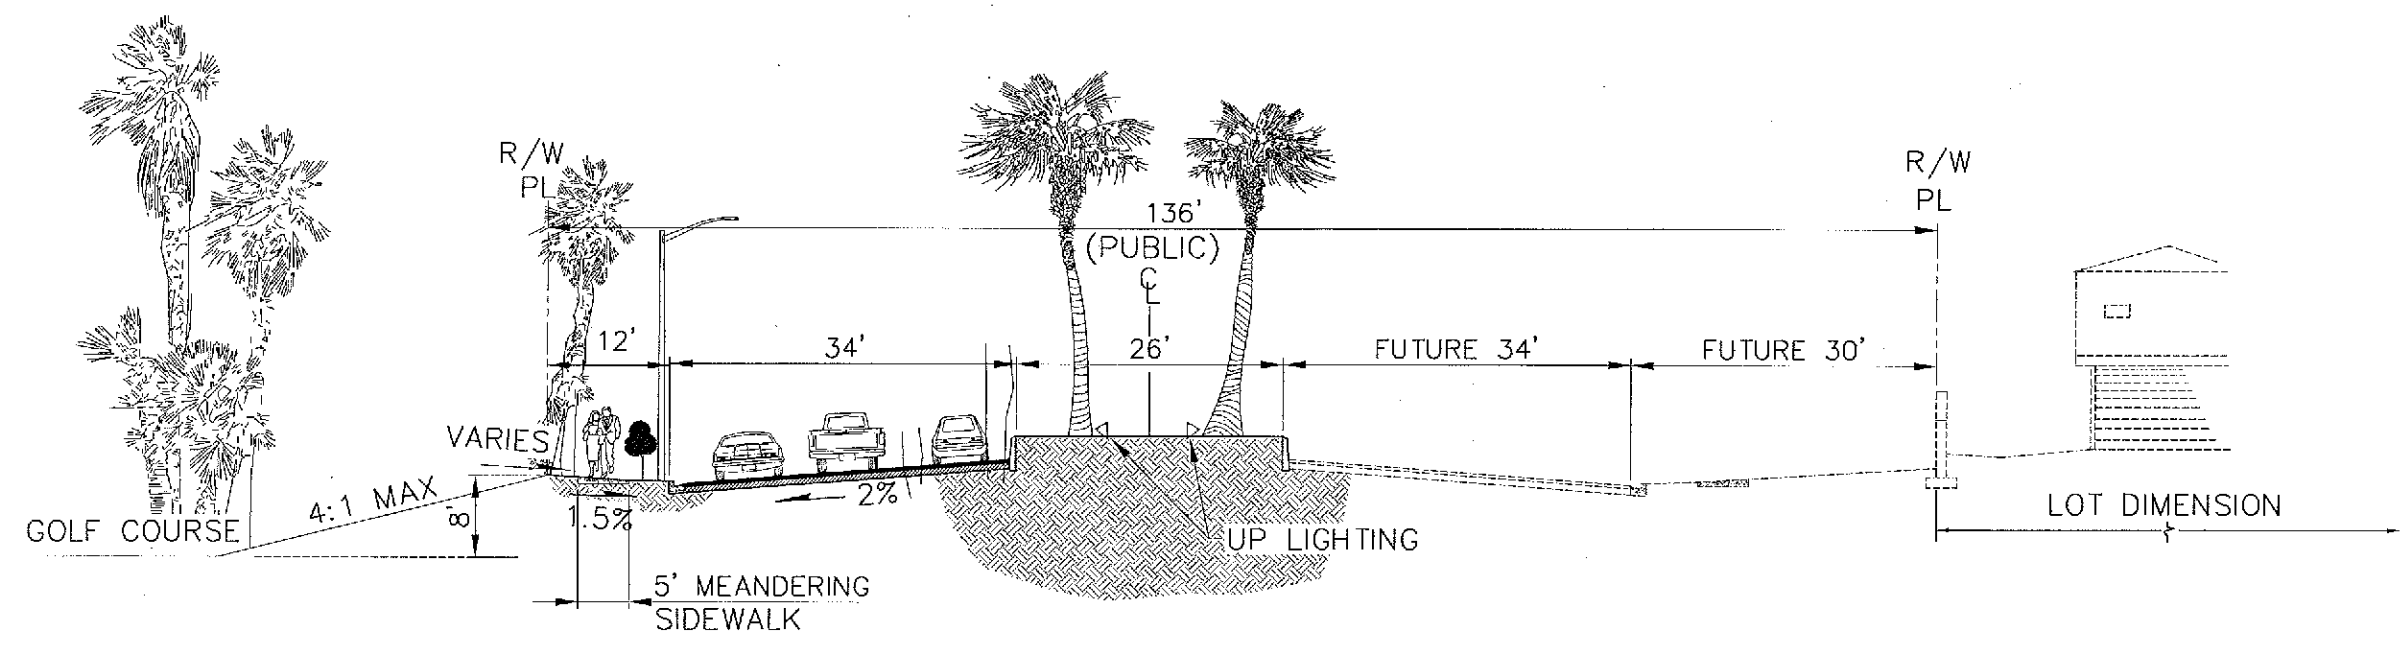 R/W
PL
R/W
PL
136'
(PUBLIC)
CL
12'
34'
26'
FUTURE 34'
FUTURE 30'
VARIES
4:1 MAX
8'
1.5%
2%
GOLF COURSE
UP LIGHTING
LOT DIMENSION
5' MEANDERING
SIDEWALK